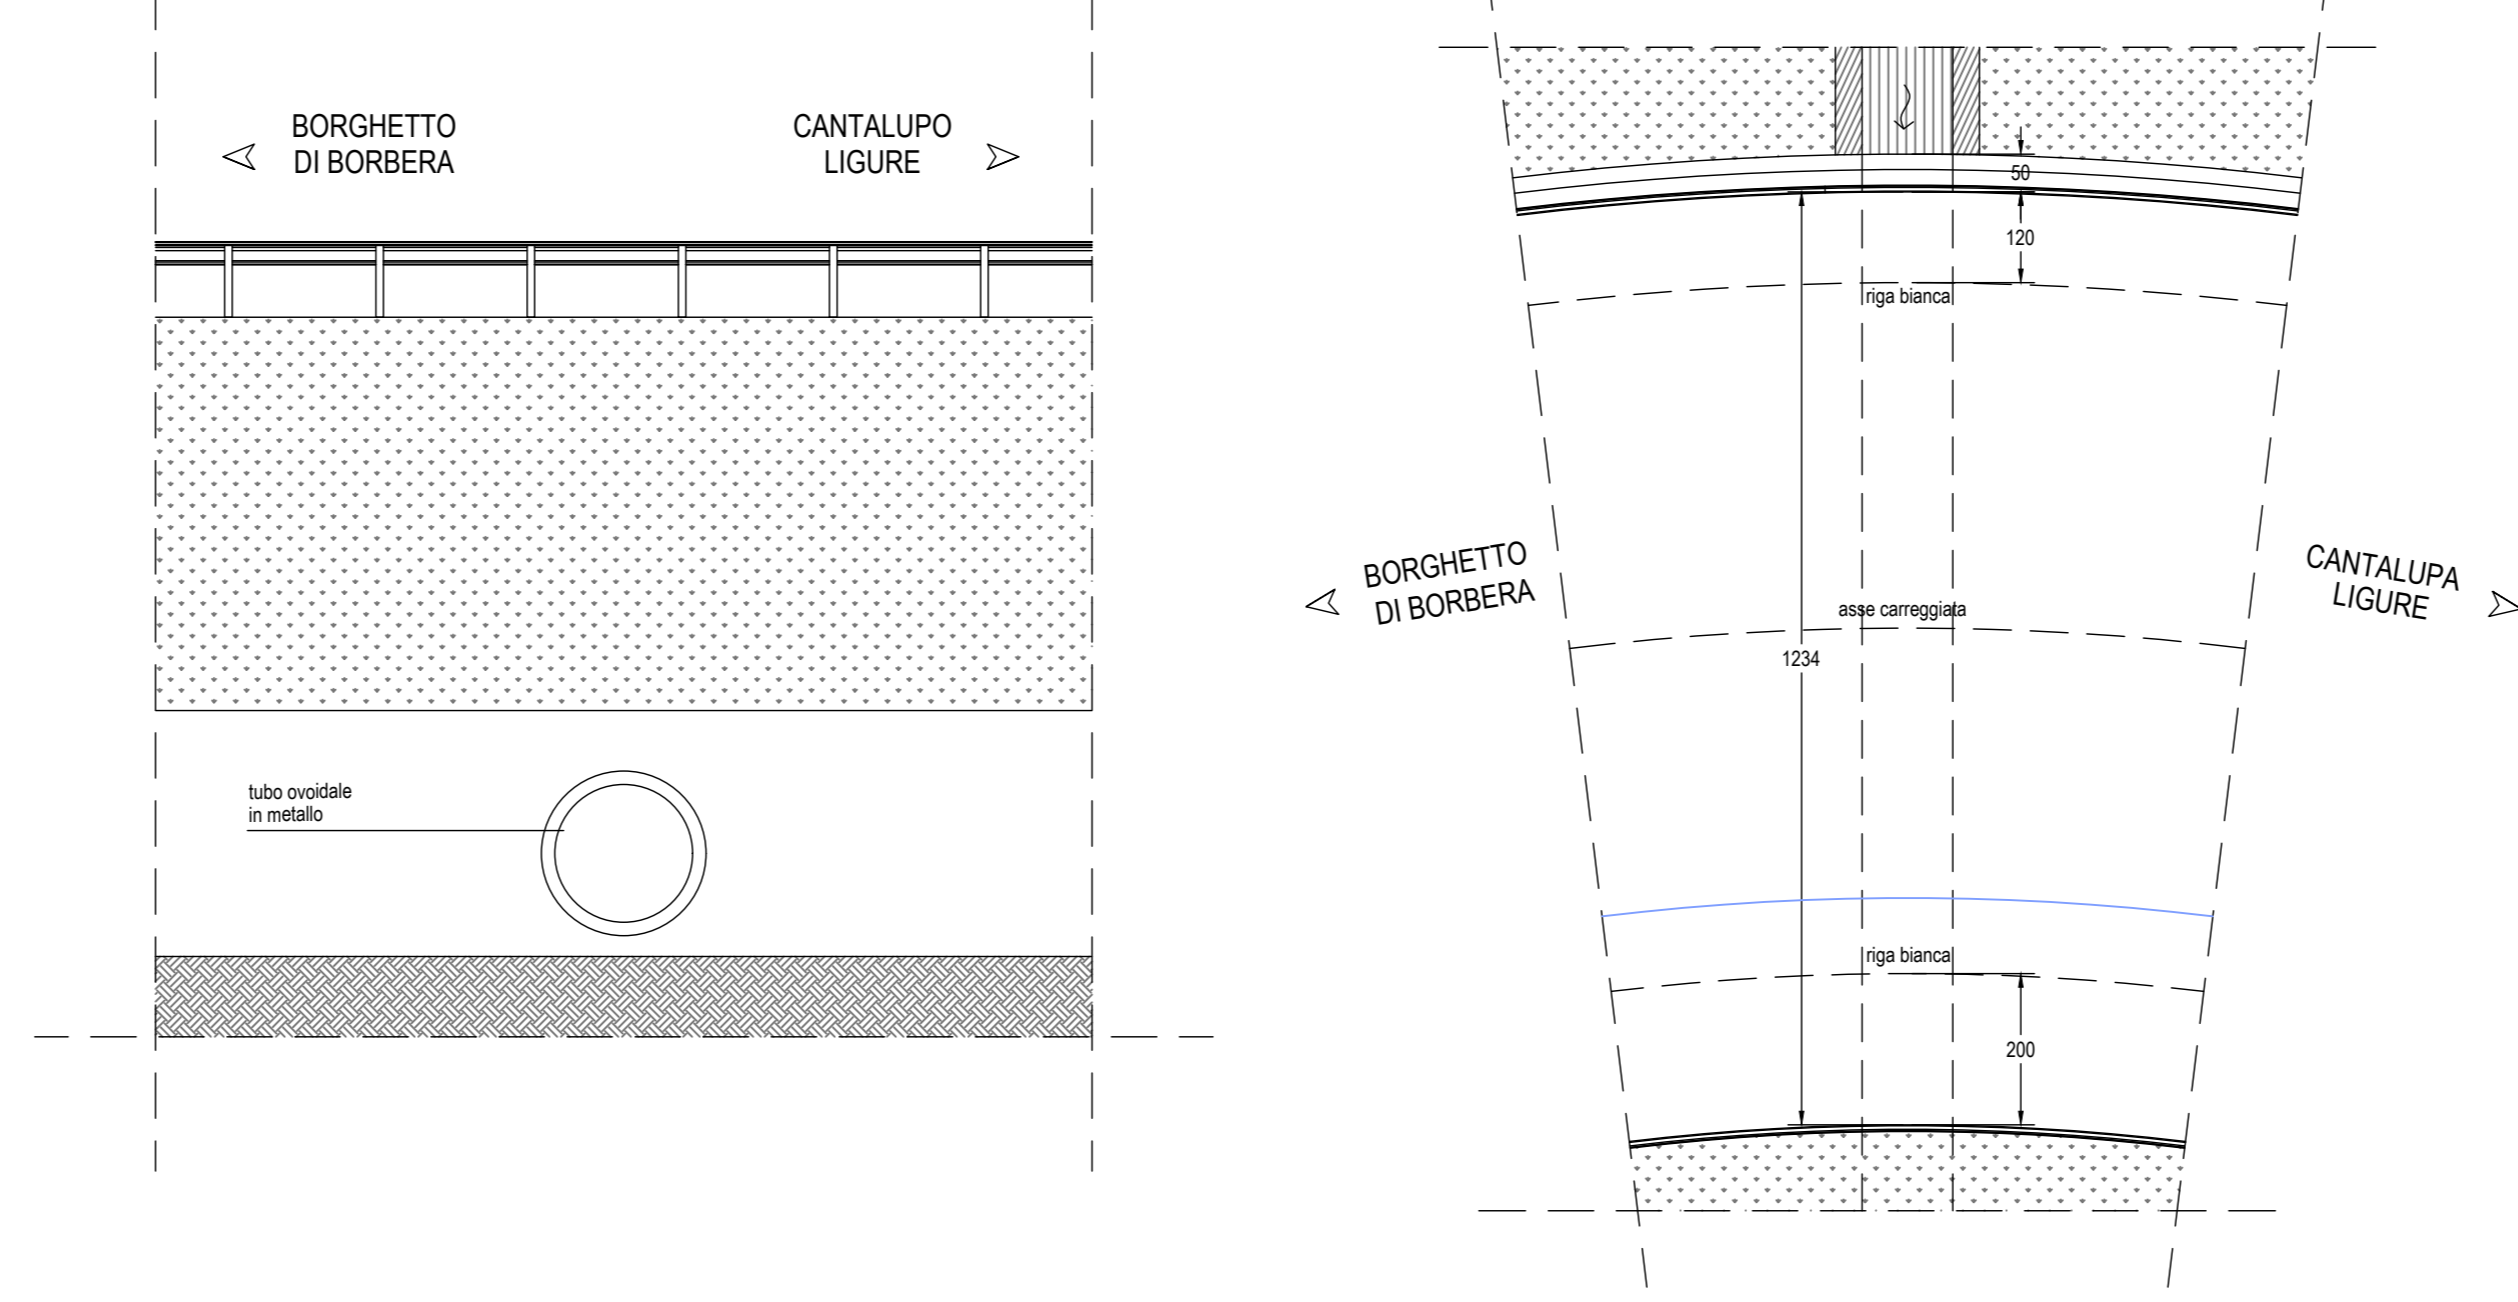 BORGHETTO
DI BORBERA
CANTALUPO
LIGURE
tubo ovoidale
in metallo
50
120
riga bianca
BORGHETTO
DI BORBERA
CANTALUPA
LIGURE
asse carreggiata
1234
riga bianca
200